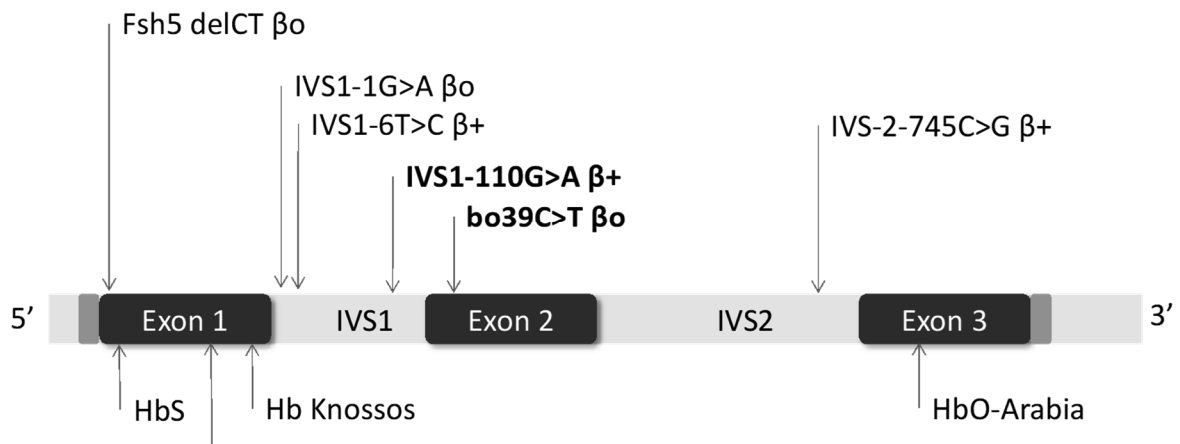 Fsh5 delCT βo
IVS1-1G>A βo
IVS1-6T>C β+
IVS-2-745C>G β+
IVS1-110G>A β+
bo39C>T βo
5’ Exon 1 IVS1 Exon 2 IVS2 Exon 3 3’
HbS Hb Knossos HbO-Arabia